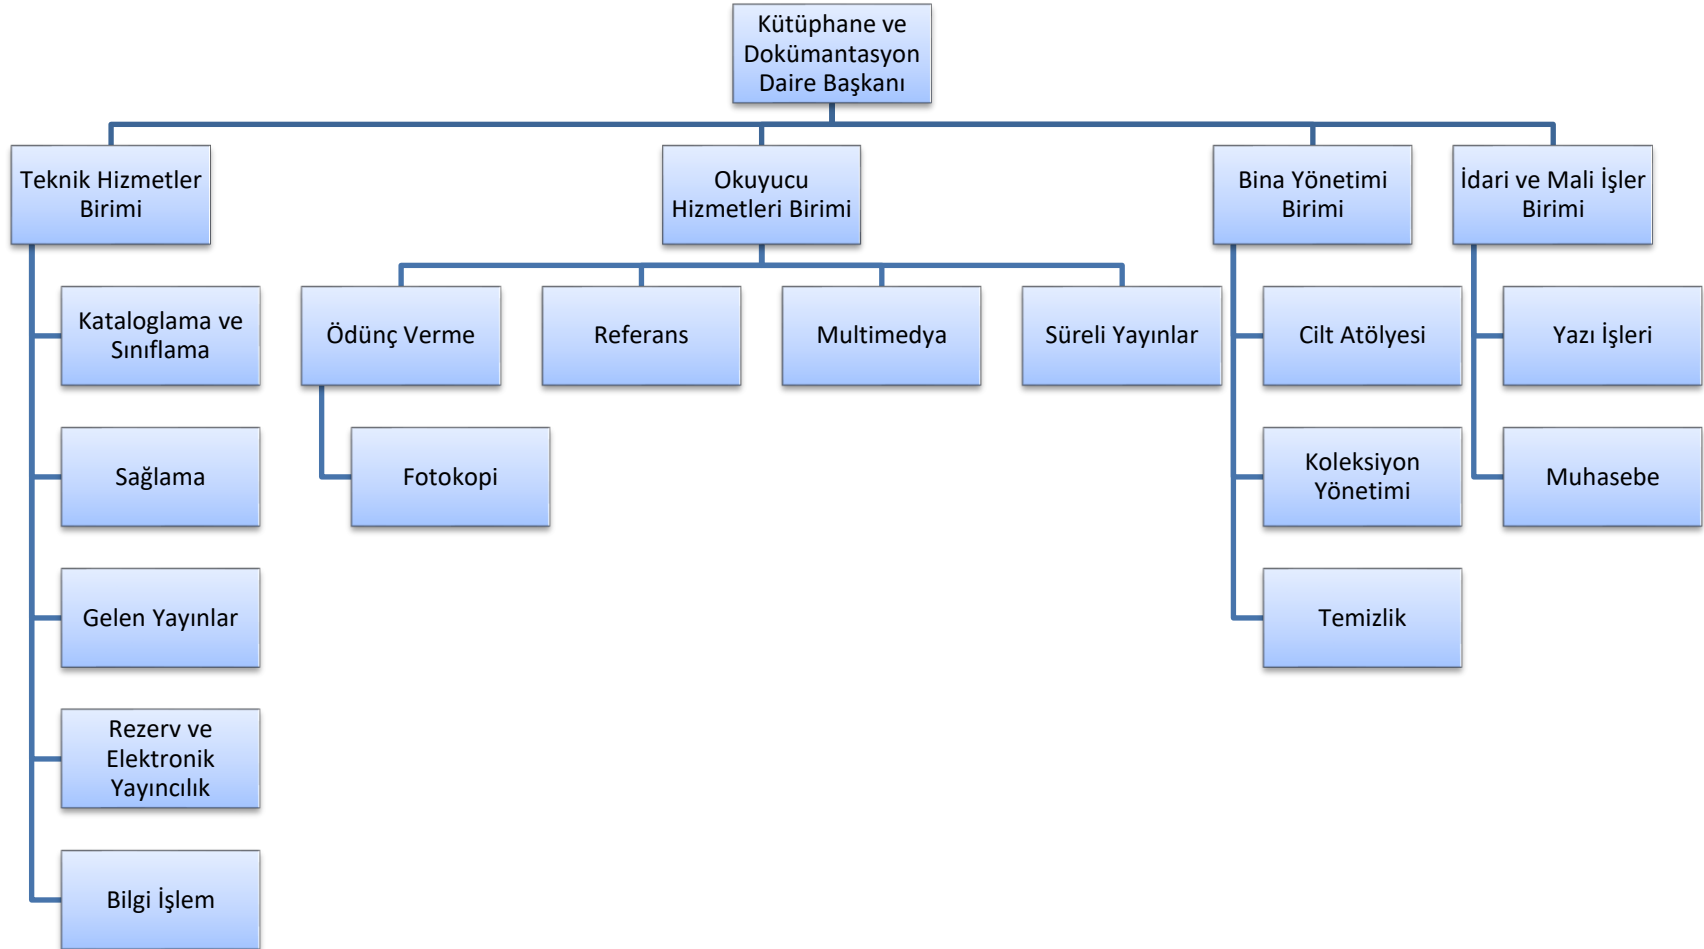 Kütüphane ve
Dokümantasyon
Daire Başkanı
Teknik Hizmetler
Birimi
Okuyucu
Hizmetleri Birimi
Bina Yönetimi
Birimi
İdari ve Mali İşler
Birimi
Kataloglama ve
Sınıflama
Ödünç Verme
Referans
Multimedya
Süreli Yayınlar
Cilt Atölyesi
Yazı İşleri
Sağlama
Fotokopi
Koleksiyon
Yönetimi
Muhasebe
Gelen Yayınlar
Temizlik
Rezerv ve
Elektronik
Yayıncılık
Bilgi İşlem